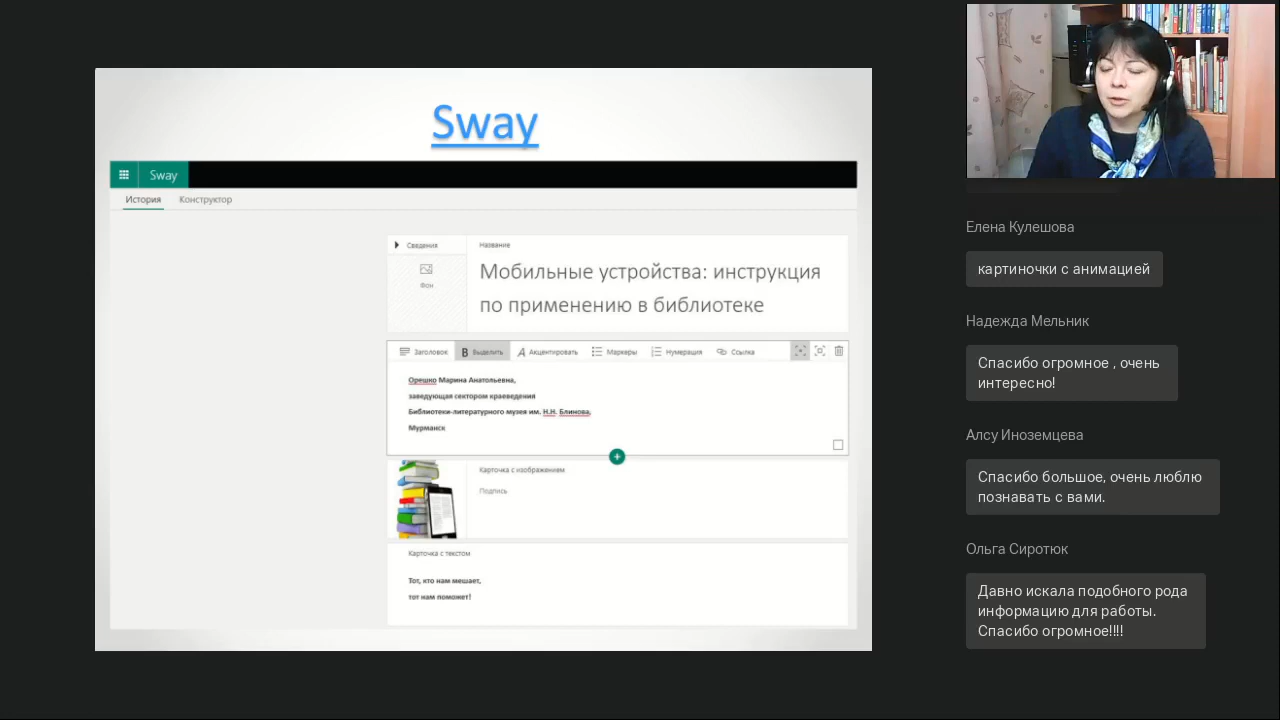 Sway
Sway
История Конструктор
Сведения
Название
Фон
Мобильные устройства: инструкция
по применению в библиотеке
Заголовок Выделить Акцентировать Маркеры Нумерация Ссылка
Орешко Марина Анатольевна,
заведующая сектором краеведения
Библиотеки-литературного музея им. Н.Н. Блинова,
Мурманск
Карточка с изображением
Подпись
Карточка с текстом
Тот, кто нам мешает,
тот нам поможет!
Елена Кулешова
картиночки с анимацией
Надежда Мельник
Спасибо огромное , очень
интересно!
Алсу Иноземцева
Спасибо большое, очень люблю
познавать с вами.
Ольга Сиротюк
Давно искала подобного рода
информацию для работы.
Спасибо огромное!!!!